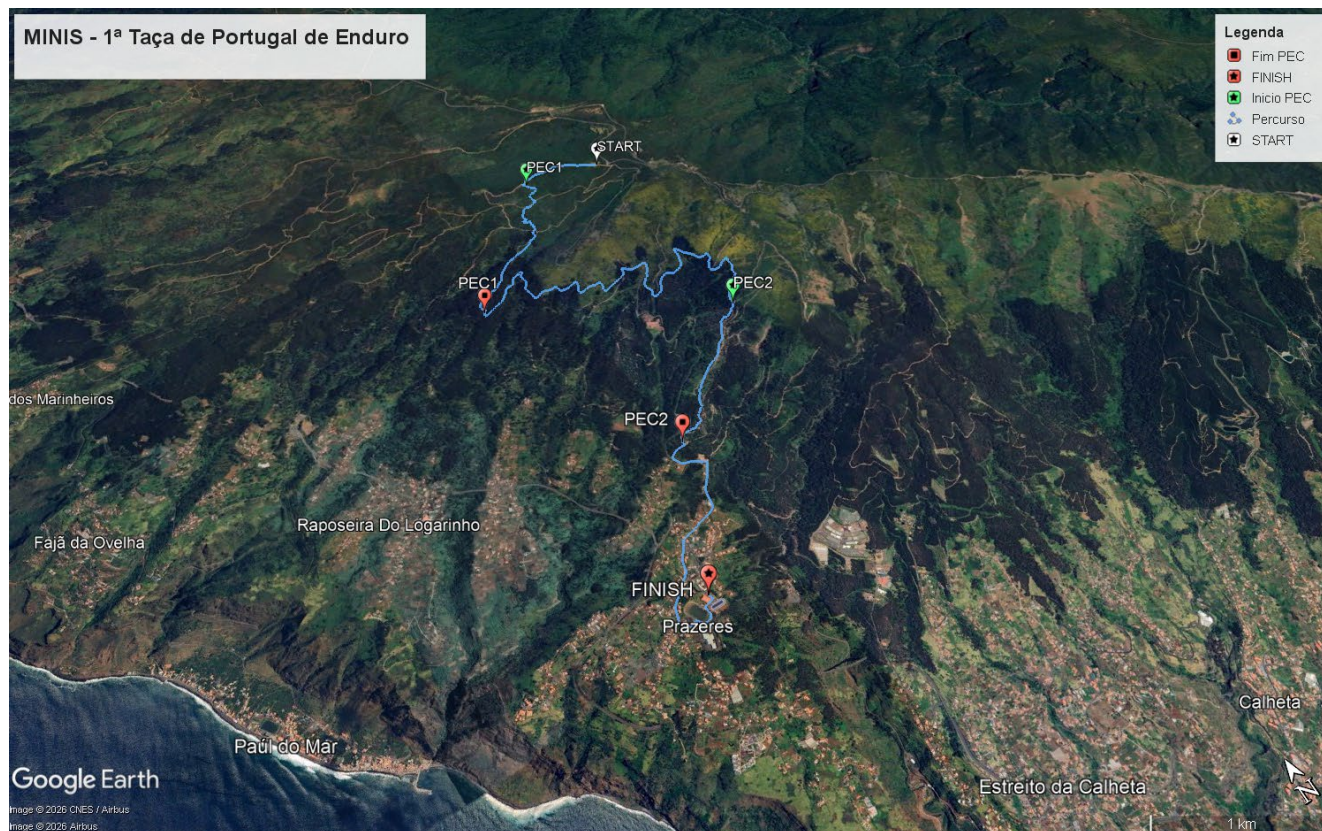 MINIS - 1ª Taça de Portugal de Enduro
Legenda
Fim PEC
FINISH
Inicio PEC
Percurso
START
START
PEC1
PEC1
PEC2
dos Marinheiros
PEC2
Raposeira Do Logarinho
Fajã da Ovelha
FINISH
Prazeres
Calheta
Paúl do Mar
Google Earth
Estreito da Calheta
Image © 2026 CNES / Airbus
Image © 2026 Airbus
1 km
N